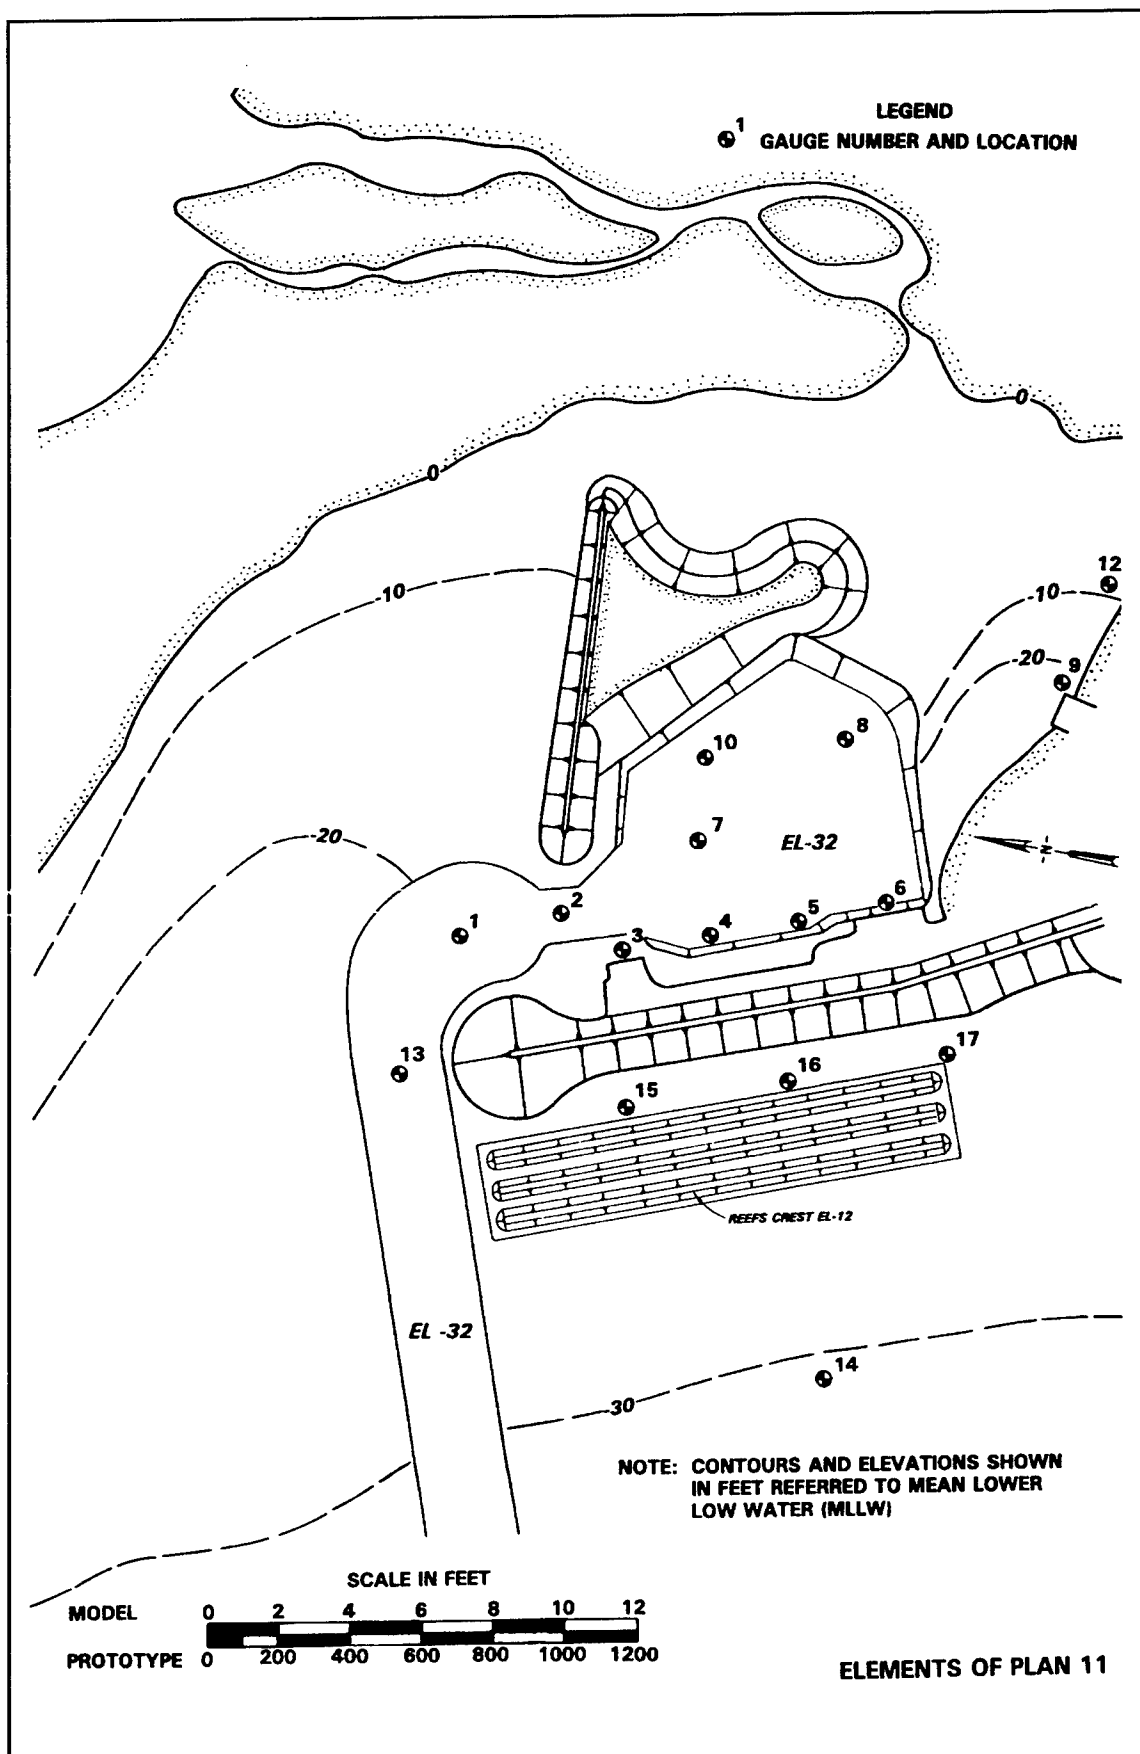 LEGEND
1
GAUGE NUMBER AND LOCATION
0
0
12
-10
-10
-20
9
8
10
7
EL-32
-20
N
6
2
5
1
4
3
17
13
16
15
REEFS CREST EL-12
EL -32
14
-30
NOTE: CONTOURS AND ELEVATIONS SHOWN
IN FEET REFERRED TO MEAN LOWER
LOW WATER (MLLW)
SCALE IN FEET
MODEL 0 2 4 6 8 10 12
PROTOTYPE 0 200 400 600 800 1000 1200
ELEMENTS OF PLAN 11